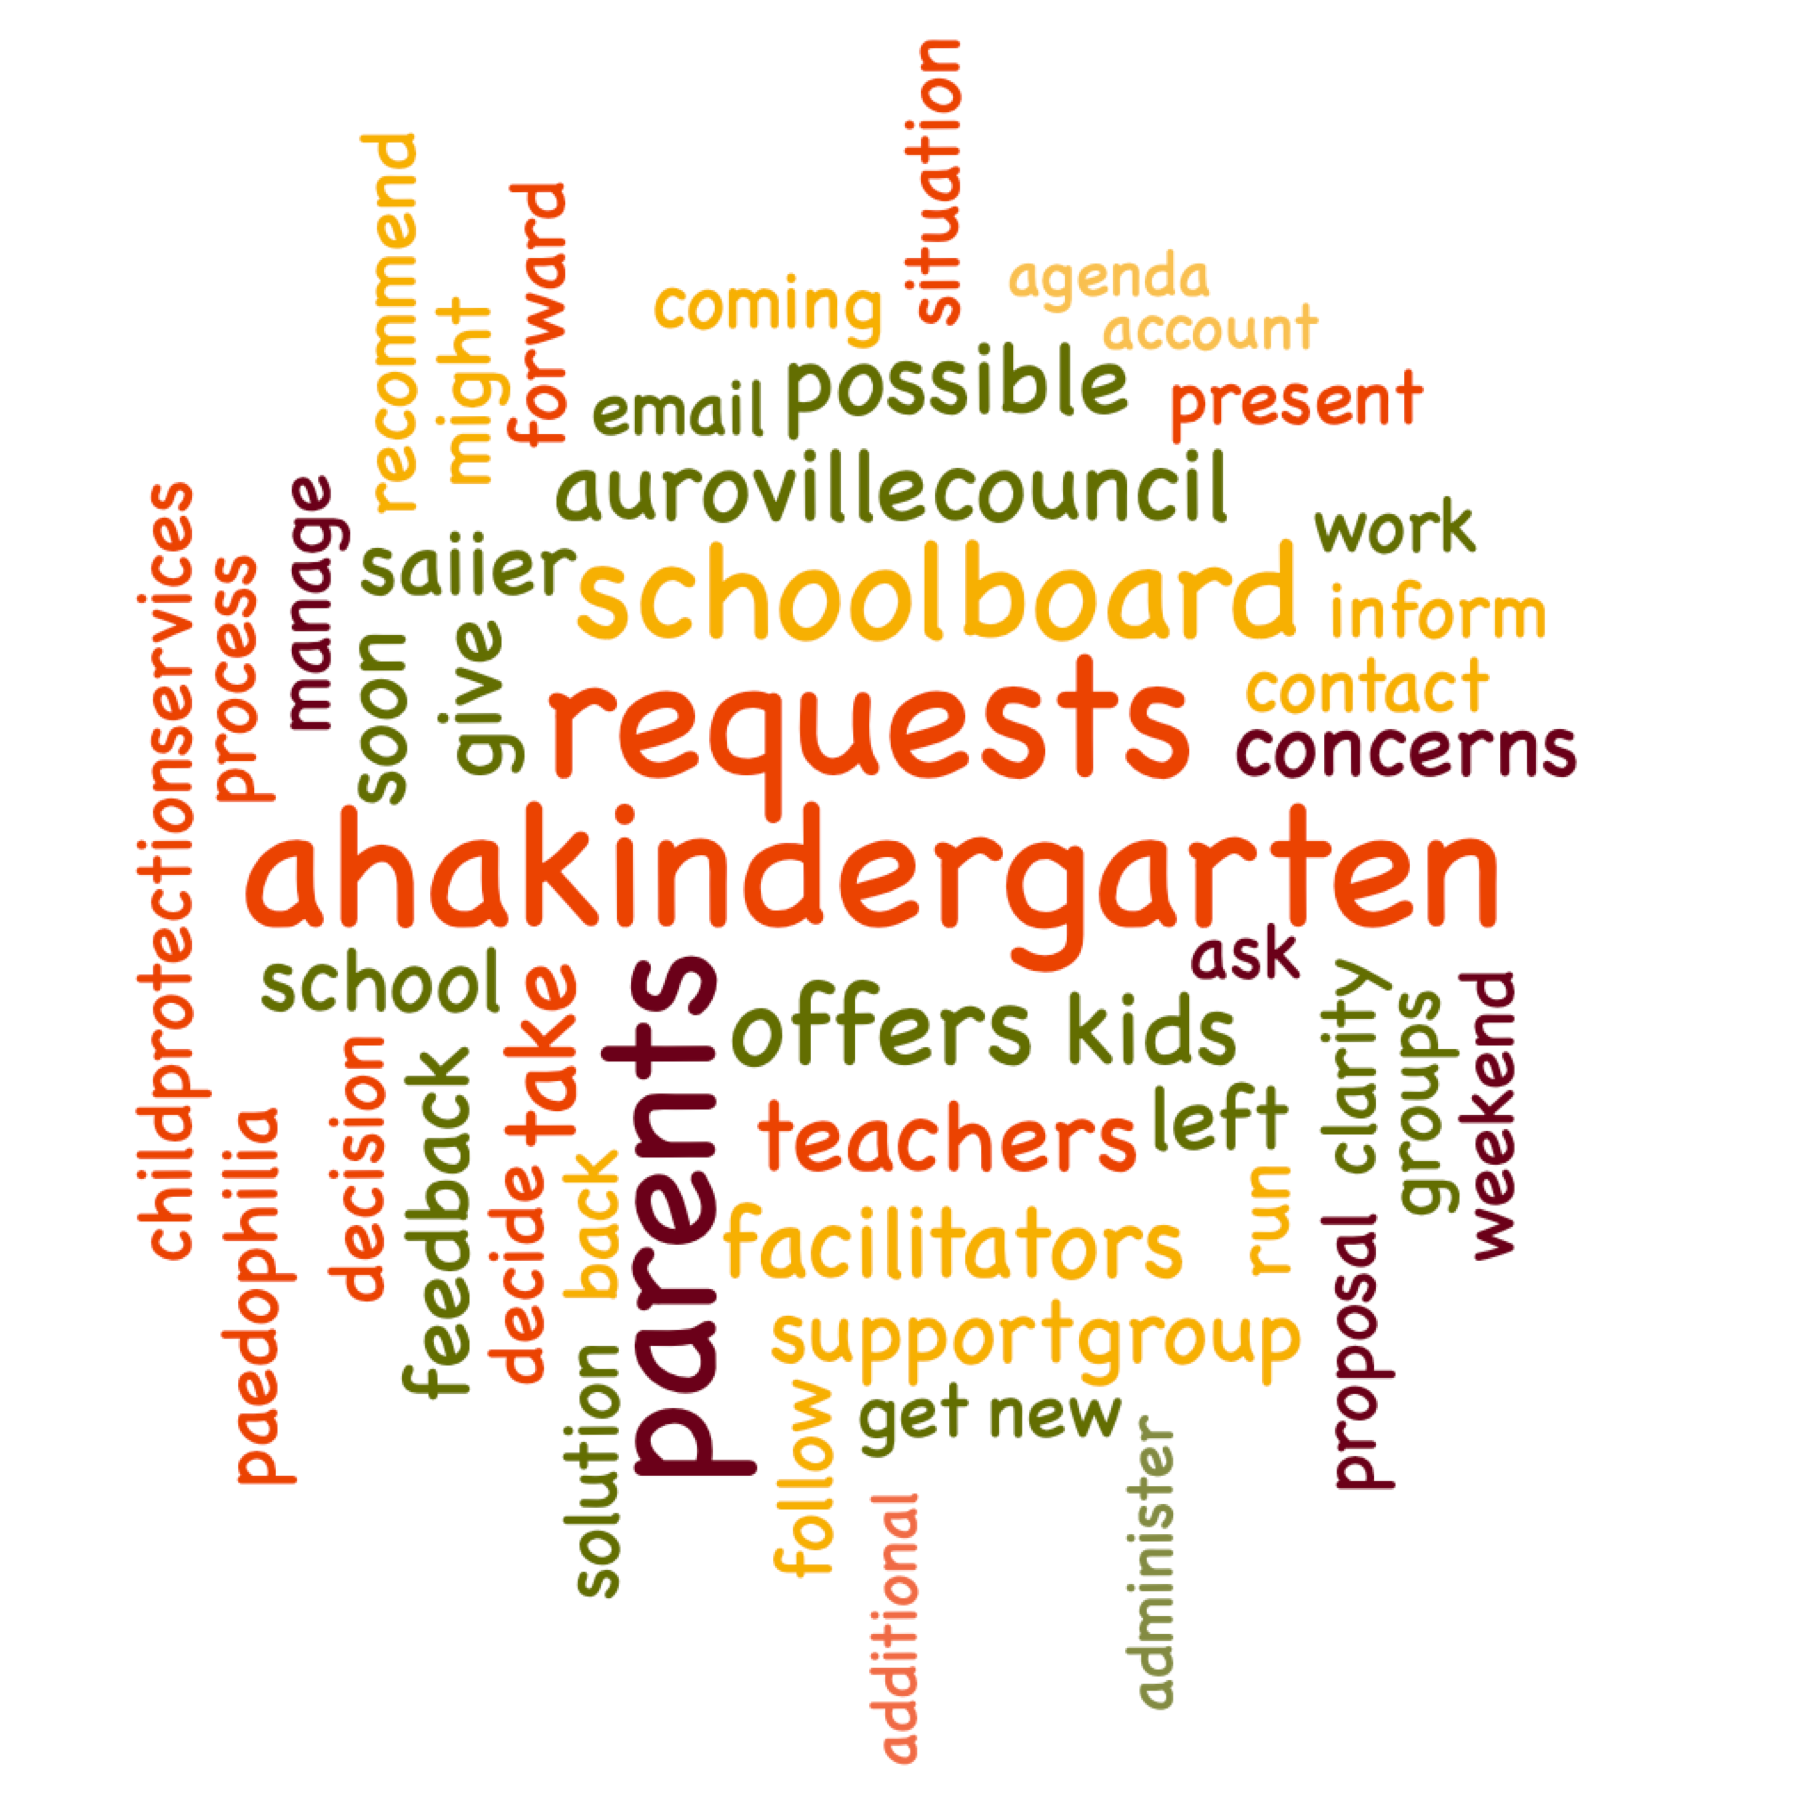 situation
recommend
forward
might
coming
agenda
account
email
possible
present
aurovillecouncil
work
manage
childprotectionservices
process
saiier
schoolboard
inform
soon
give
requests
contact
concerns
ahakindergarten
ask
school
take
parents
offers
kids
clarity
groups
weekend
decision
feedback
teachers
left
paedophilia
decide
back
facilitators
run
proposal
supportgroup
solution
follow
get
new
additional
administer